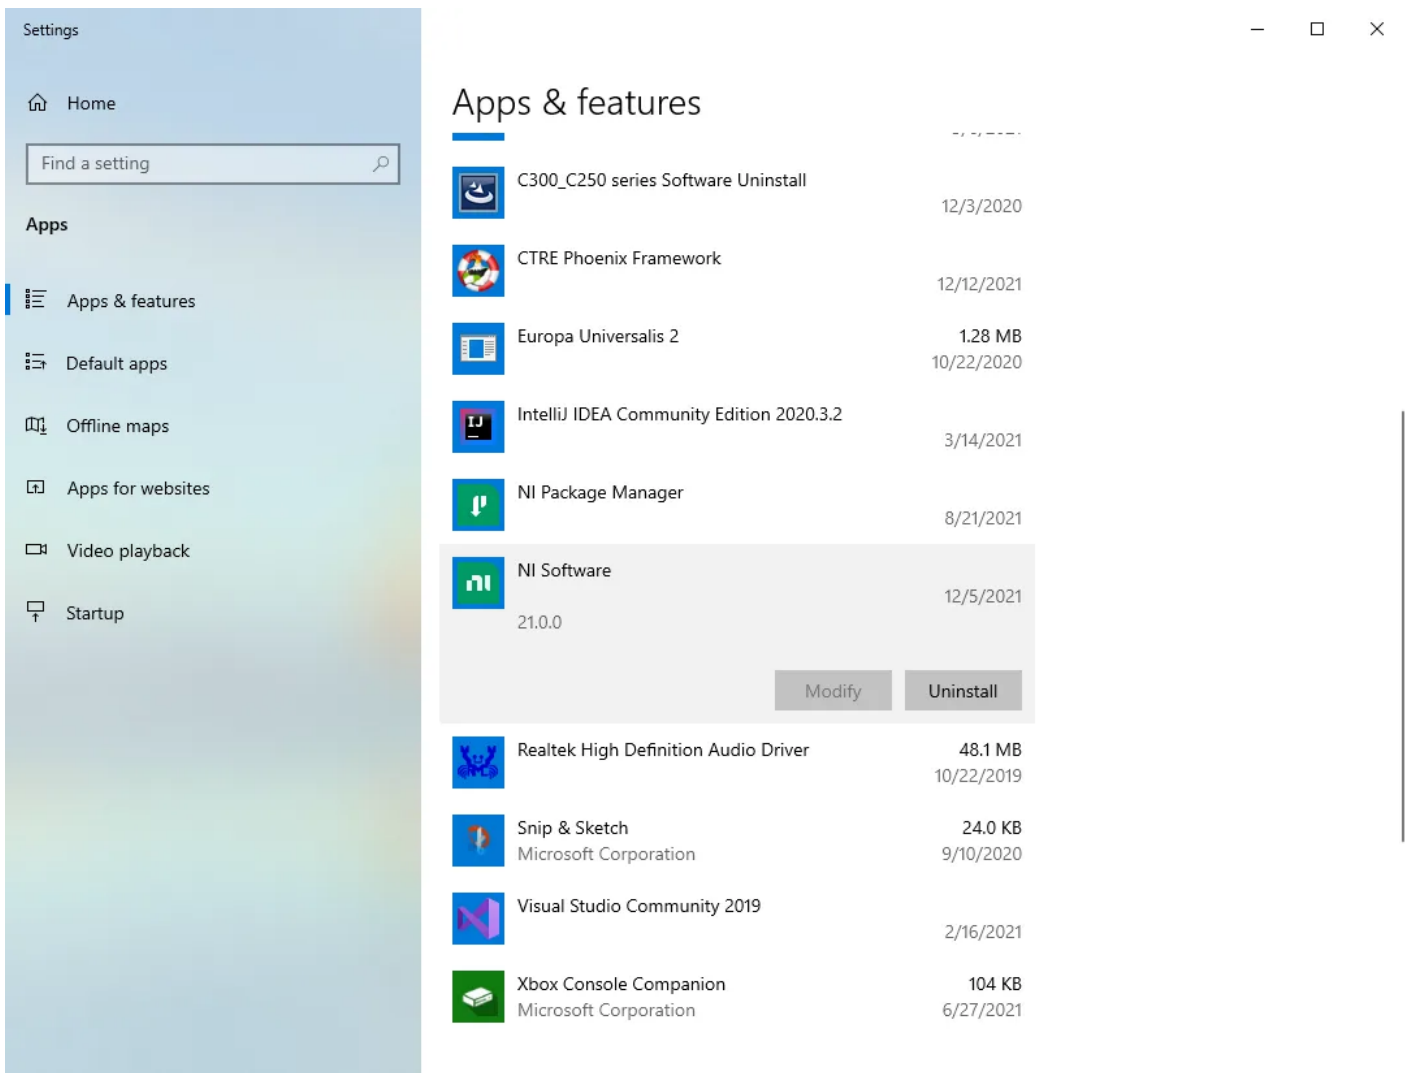 Settings
Home
Find a setting
Apps
Apps & features
Default apps
Offline maps
Apps for websites
Video playback
Startup
Apps & features
C300_C250 series Software Uninstall
12/3/2020
CTRE Phoenix Framework
12/12/2021
Europa Universalis 2 1.28 MB
10/22/2020
IntelliJ IDEA Community Edition 2020.3.2
3/14/2021
NI Package Manager
8/21/2021
NI Software
12/5/2021
21.0.0
Modify Uninstall
Realtek High Definition Audio Driver 48.1 MB
10/22/2019
Snip & Sketch 24.0 KB
Microsoft Corporation 9/10/2020
Visual Studio Community 2019
2/16/2021
Xbox Console Companion 104 KB
Microsoft Corporation 6/27/2021